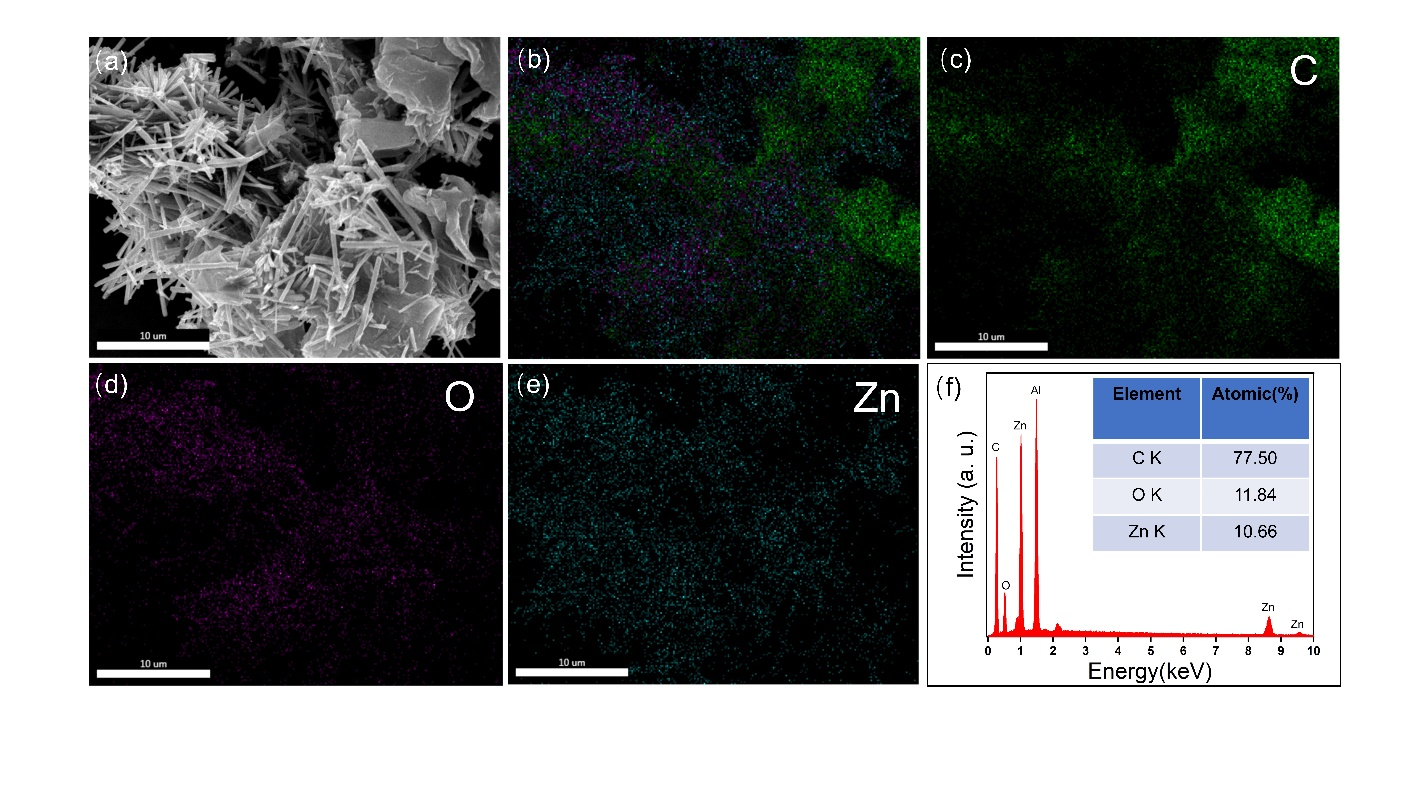 (a)
10 um
(b)
(c)
C
10 um
(d)
O
10 um
(e)
Zn
10 um
(f)
Element Atomic(%)
C K 77.50
O K 11.84
Zn K 10.66
Al
Zn
C
O
Zn
Zn
Intensity (a. u.)
0 1 2 3 4 5 6 7 8 9 10
Energy(keV)